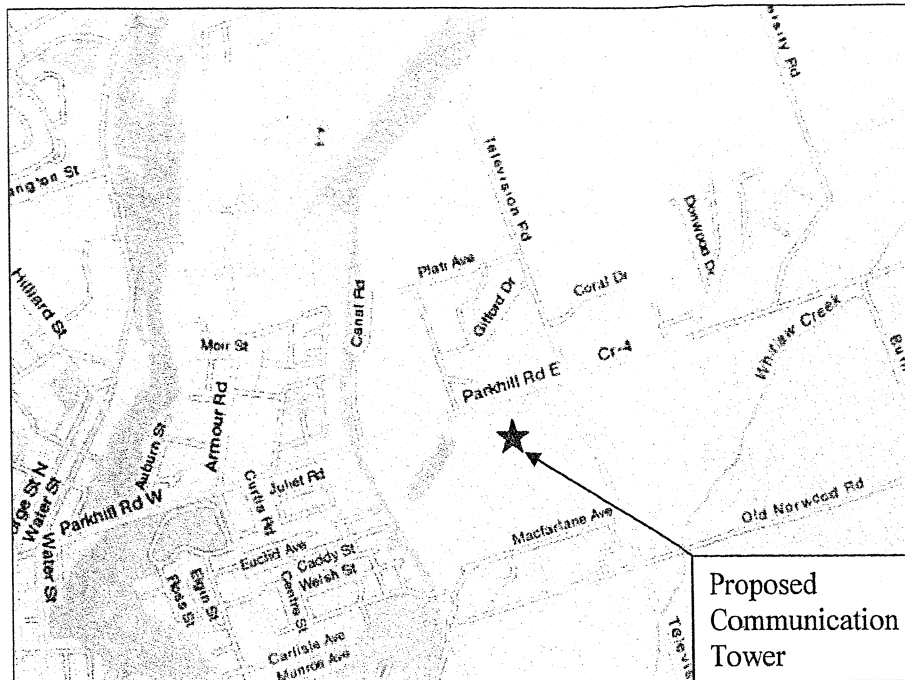 Television Rd
Donwood Dr
Platt Ave
Coral Dr
Gifford Dr
Canal Rd
Hilliard St
Moir St
Cr-4
Whitlaw Creek
Parkhill Rd E
Armour Rd
Auburn St
Curtis Rd
Juliet Rd
Water St
Parkhill Rd W
Old Norwood Rd
Macfarlane Ave
Euclid Ave
Caddy St
Welsh St
Water St
Elgin St
Ross St
Centre St
Carlisle Ave
Munroe Ave
Proposed
Communication
Tower